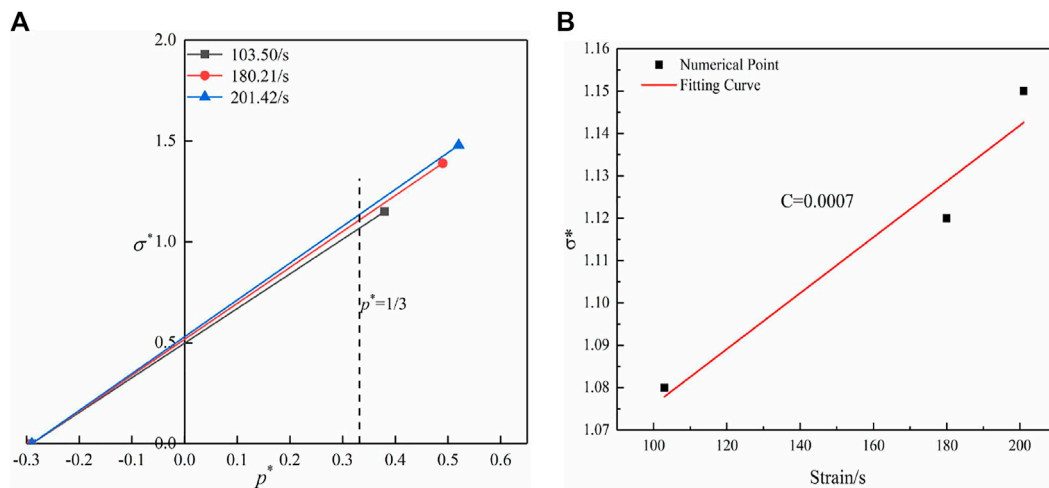 A
2.0
1.5
1.0
0.5
0.0
σ*
103.50/s
180.21/s
201.42/s
p*=1/3
-0.3 -0.2 -0.1 0.0 0.1 0.2 0.3 0.4 0.5 0.6
p*
B
1.16
1.15
1.14
1.13
1.12
1.11
1.10
1.09
1.08
1.07
σ*
Numerical Point
Fitting Curve
C=0.0007
100 120 140 160 180 200
Strain/s